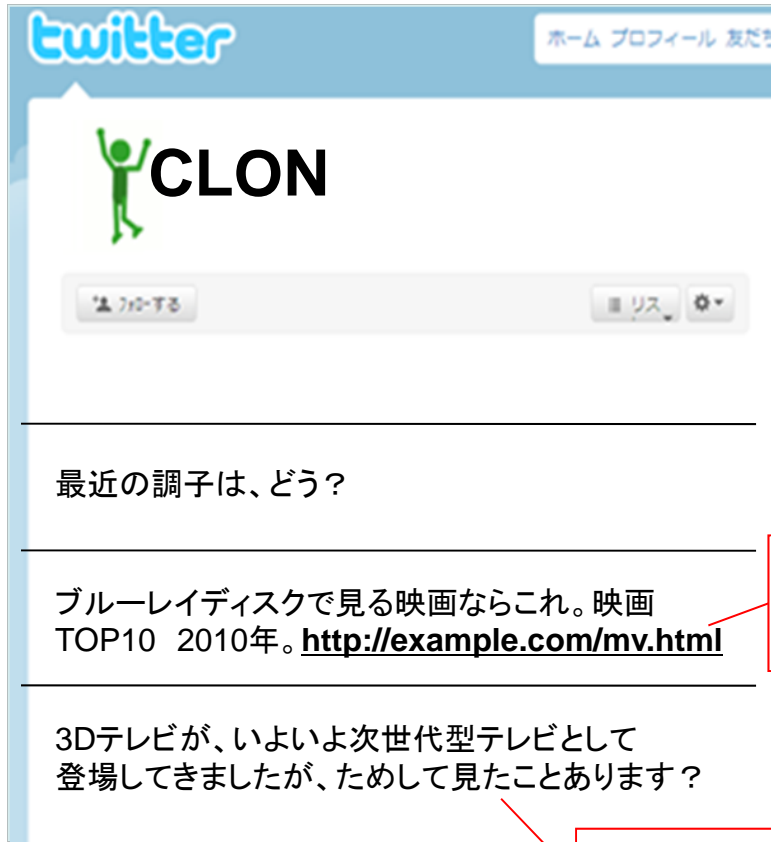 twitter
ホーム プロフィール 友だち
CLON
フォローする
リス
最近の調子は、どう？
ブルーレイディスクで見る映画ならこれ。映画
TOP10　2010年。http://example.com/mv.html
3Dテレビが、いよいよ次世代型テレビとして
登場してきましたが、ためして見たことあります？